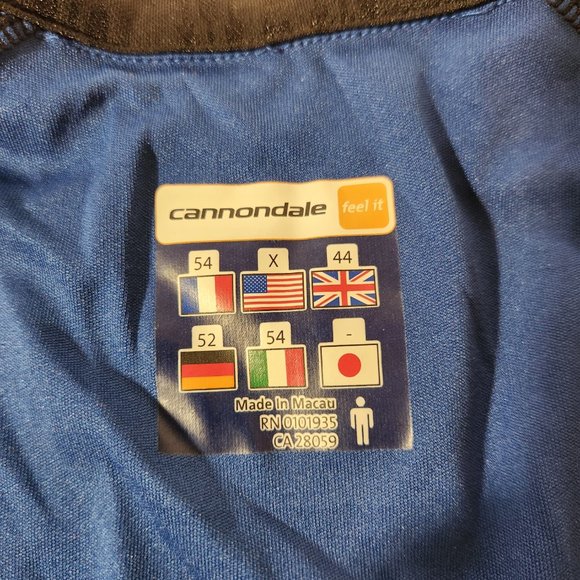 cannondale feel it
54 X 44
52 54 -
Made In Macau
RN 0101935
CA 28059